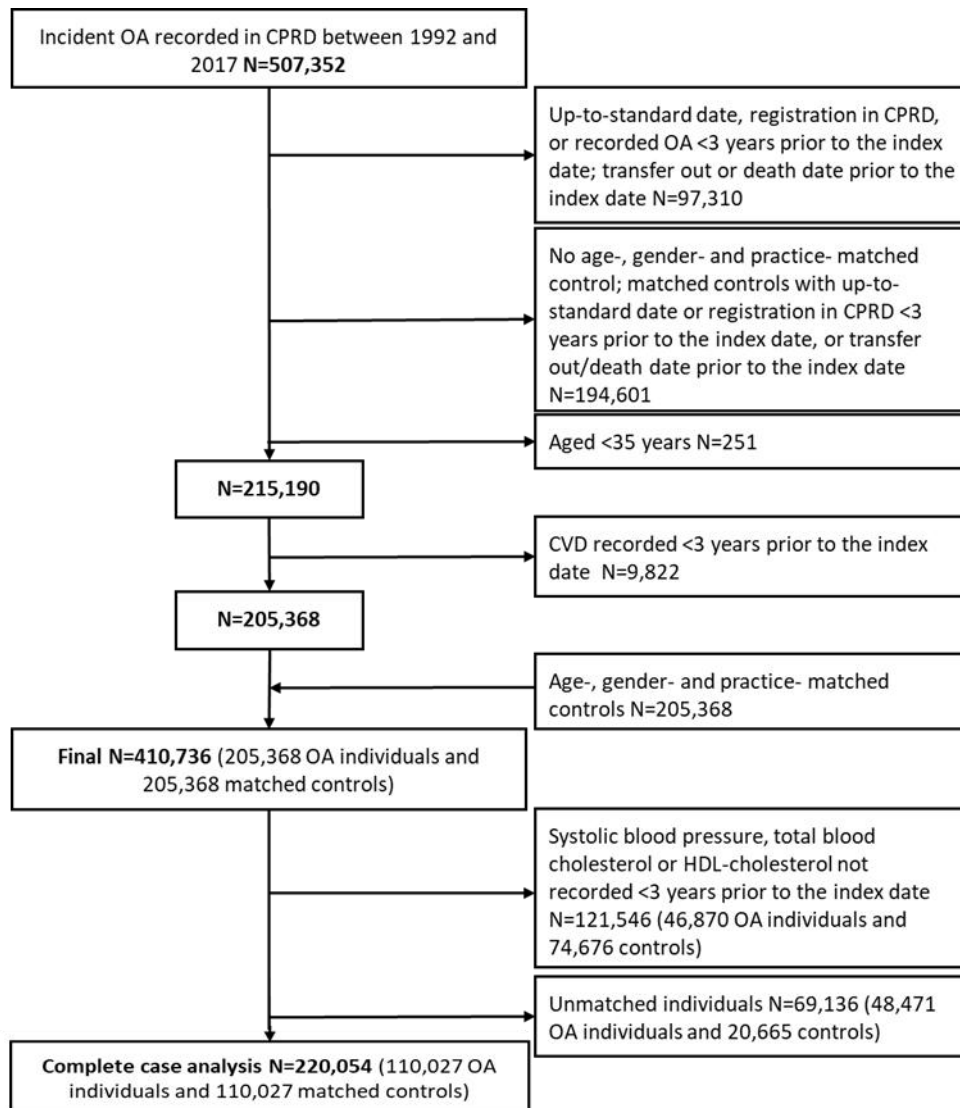 Incident OA recorded in CPRD between 1992 and
2017 N=507,352
Up-to-standard date, registration in CPRD,
or recorded OA <3 years prior to the index
date; transfer out or death date prior to the
index date N=97,310
No age-, gender- and practice- matched
control; matched controls with up-to-
standard date or registration in CPRD <3
years prior to the index date, or transfer
out/death date prior to the index date
N=194,601
Aged <35 years N=251
N=215,190
CVD recorded <3 years prior to the index
date N=9,822
N=205,368
Age-, gender- and practice- matched
controls N=205,368
Final N=410,736 (205,368 OA individuals and
205,368 matched controls)
Systolic blood pressure, total blood
cholesterol or HDL-cholesterol not
recorded <3 years prior to the index date
N=121,546 (46,870 OA individuals and
74,676 controls)
Unmatched individuals N=69,136 (48,471
OA individuals and 20,665 controls)
Complete case analysis N=220,054 (110,027 OA
individuals and 110,027 matched controls)